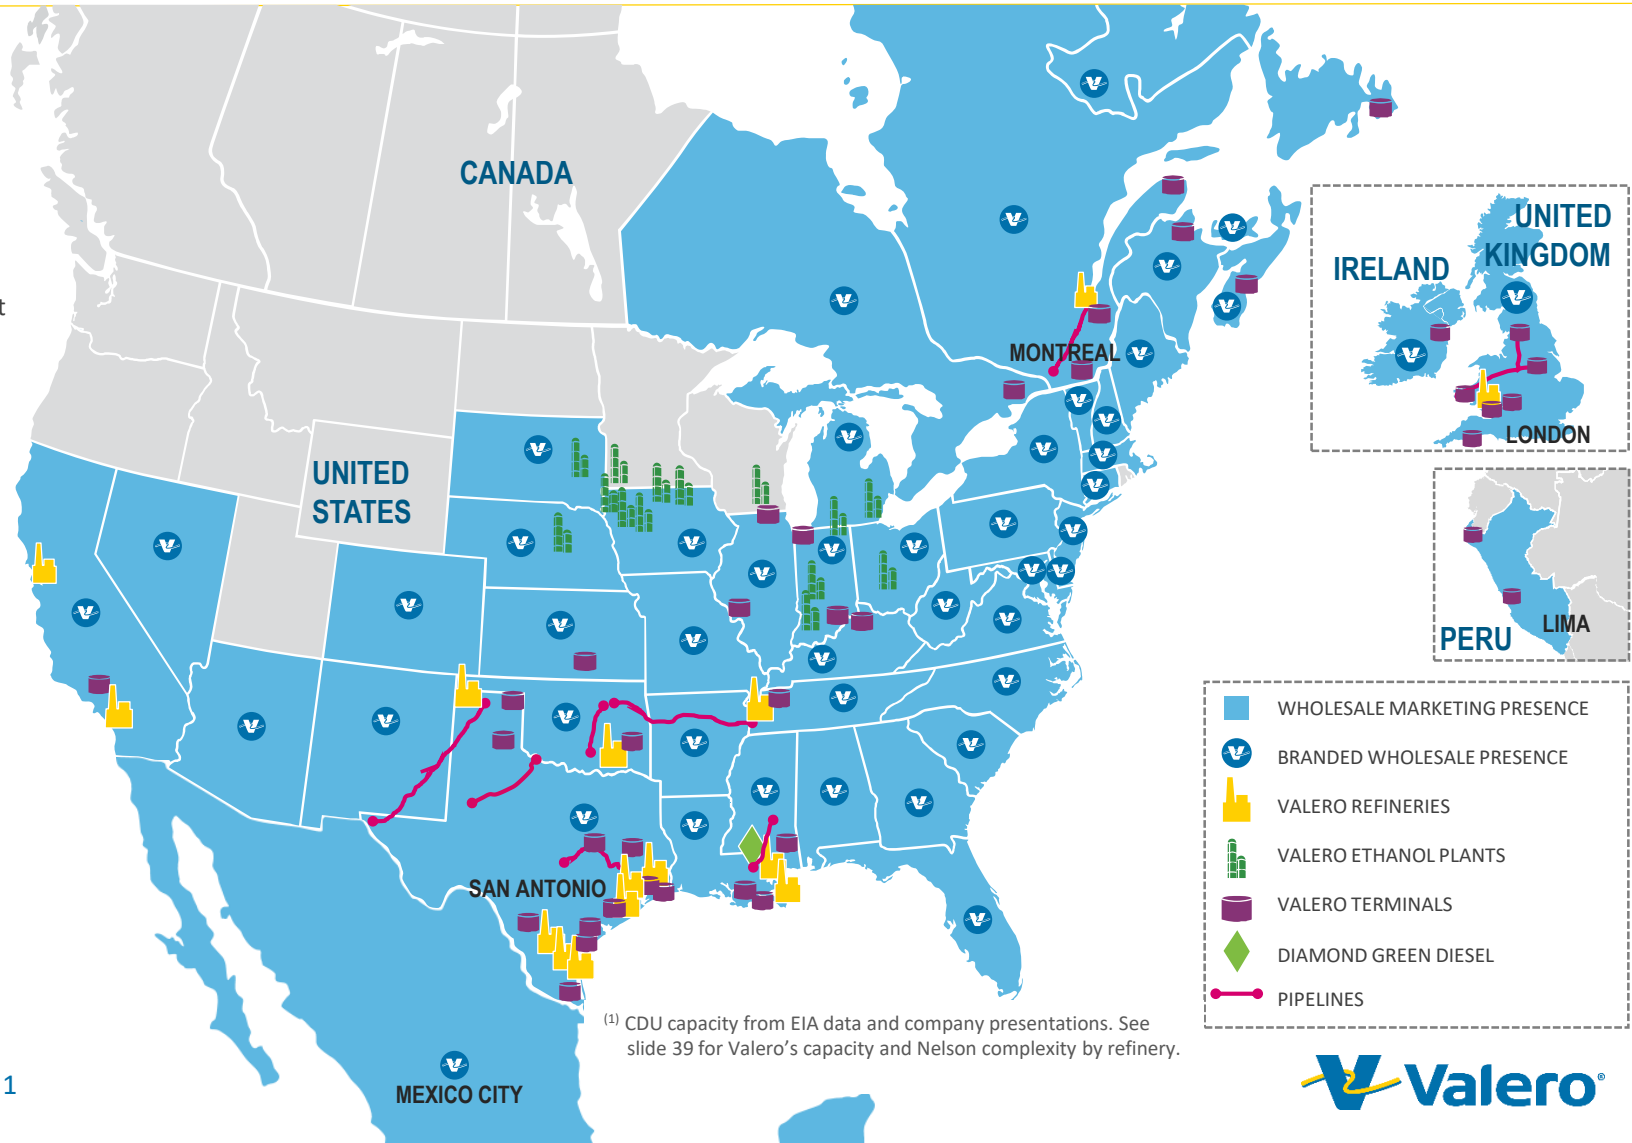 CANADA
t
UNITED
STATES
MONTREAL
SAN ANTONIO
MEXICO CITY
UNITED
KINGDOM
IRELAND
LONDON
PERU
LIMA
WHOLESALE MARKETING PRESENCE
BRANDED WHOLESALE PRESENCE
VALERO REFINERIES
VALERO ETHANOL PLANTS
VALERO TERMINALS
DIAMOND GREEN DIESEL
PIPELINES
(1) CDU capacity from EIA data and company presentations. See
slide 39 for Valero’s capacity and Nelson complexity by refinery.
1
Valero®